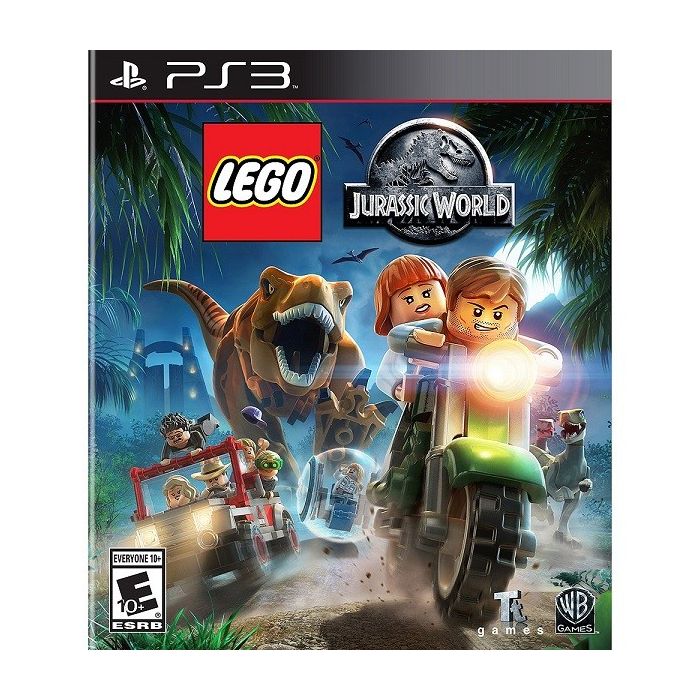 PS3
LEGO
JURASSIC WORLD
EVERYONE 10+
E
10+
ESRB
Tt
games
WB
GAMES